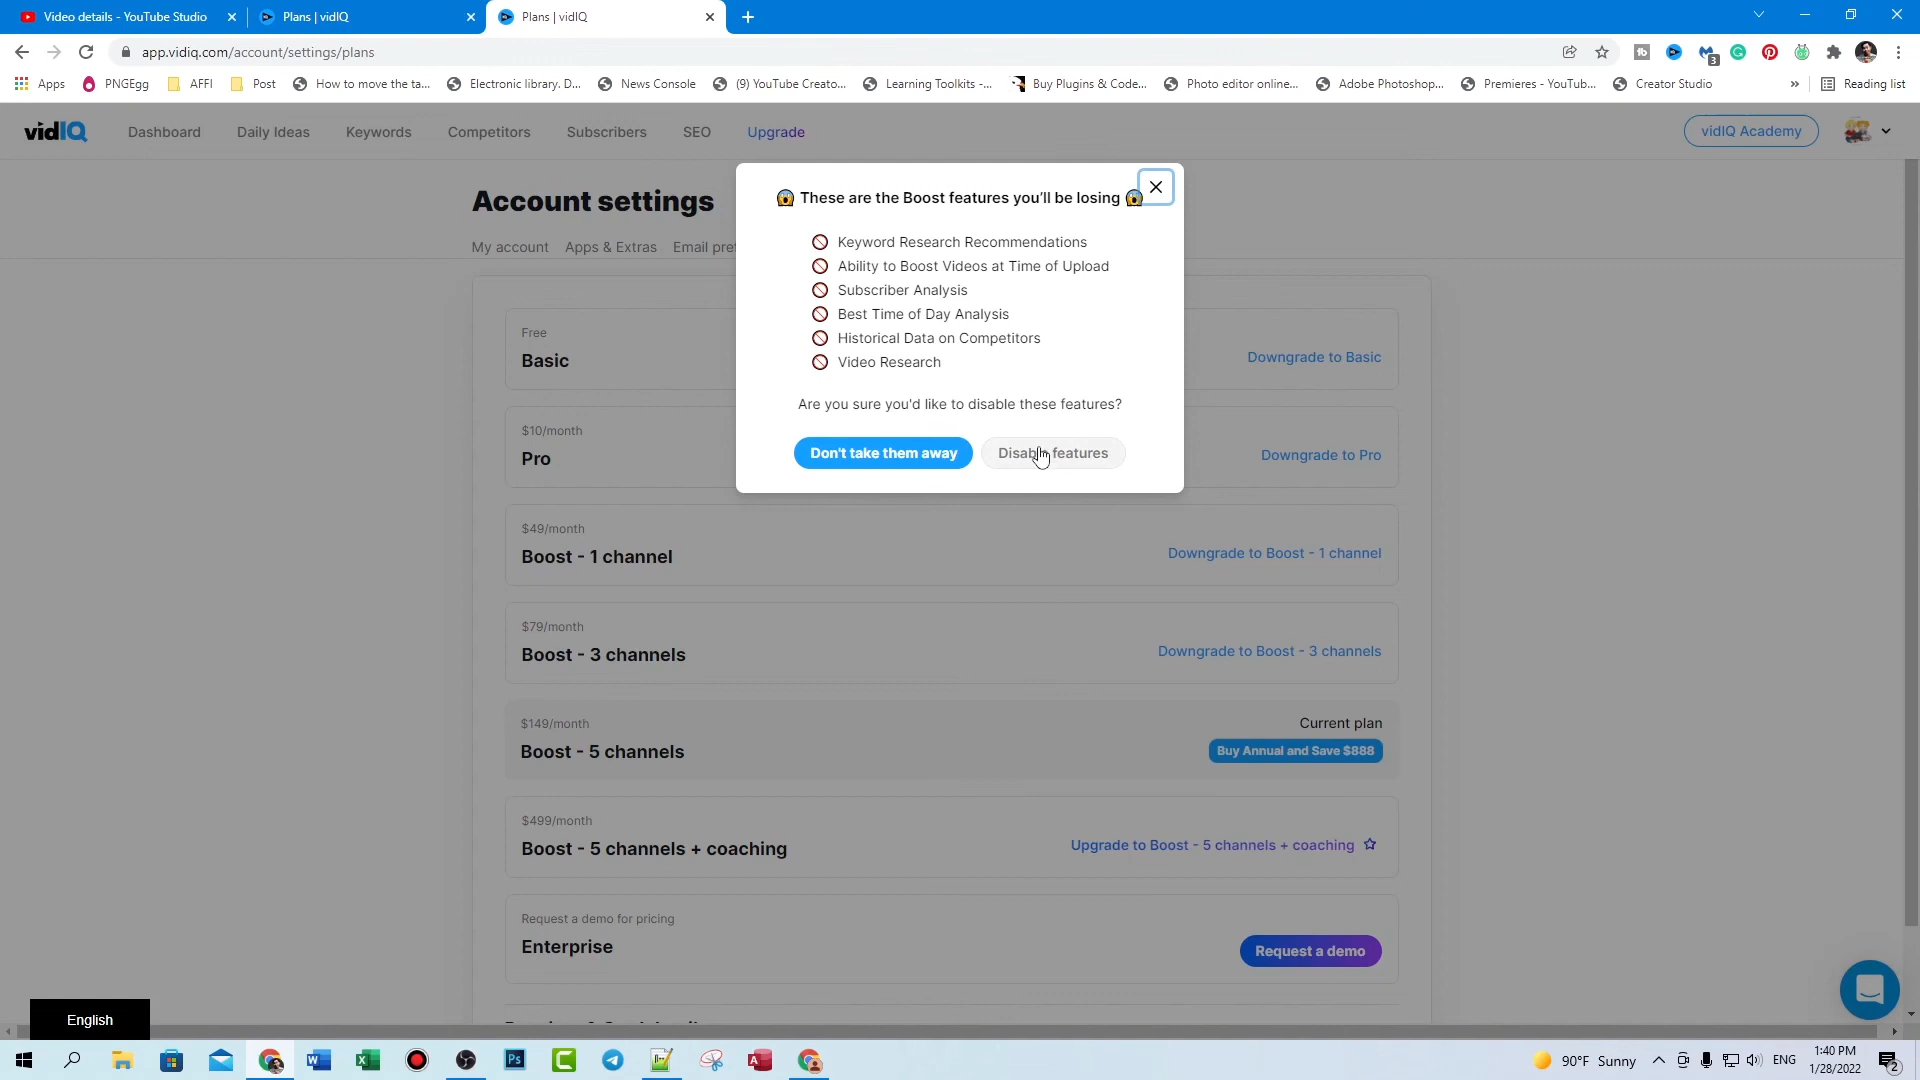 Video details - YouTube Studio
Plans | vidIQ
Plans | vidIQ
app.vidiq.com/account/settings/plans
Apps
PNGEgg
AFFI
Post
How to move the ta...
Electronic library. D...
News Console
(9) YouTube Creato...
Learning Toolkits -...
Buy Plugins & Code...
Photo editor online...
Adobe Photoshop...
Premieres - YouTub...
Creator Studio
»
Reading list
vidIQ
Dashboard
Daily Ideas
Keywords
Competitors
Subscribers
SEO
Upgrade
vidIQ Academy
Account settings
My account
Apps & Extras
Email pref
These are the Boost features you'll be losing
Keyword Research Recommendations
Ability to Boost Videos at Time of Upload
Subscriber Analysis
Best Time of Day Analysis
Historical Data on Competitors
Video Research
Are you sure you'd like to disable these features?
Don't take them away
Disable features
Free
Basic
Downgrade to Basic
$10/month
Pro
Downgrade to Pro
$49/month
Boost - 1 channel
Downgrade to Boost - 1 channel
$79/month
Boost - 3 channels
Downgrade to Boost - 3 channels
$149/month
Boost - 5 channels
Current plan
Buy Annual and Save $888
$499/month
Boost - 5 channels + coaching
Upgrade to Boost - 5 channels + coaching
Request a demo for pricing
Enterprise
Request a demo
English
90°F Sunny
ENG
1:40 PM
1/28/2022
2